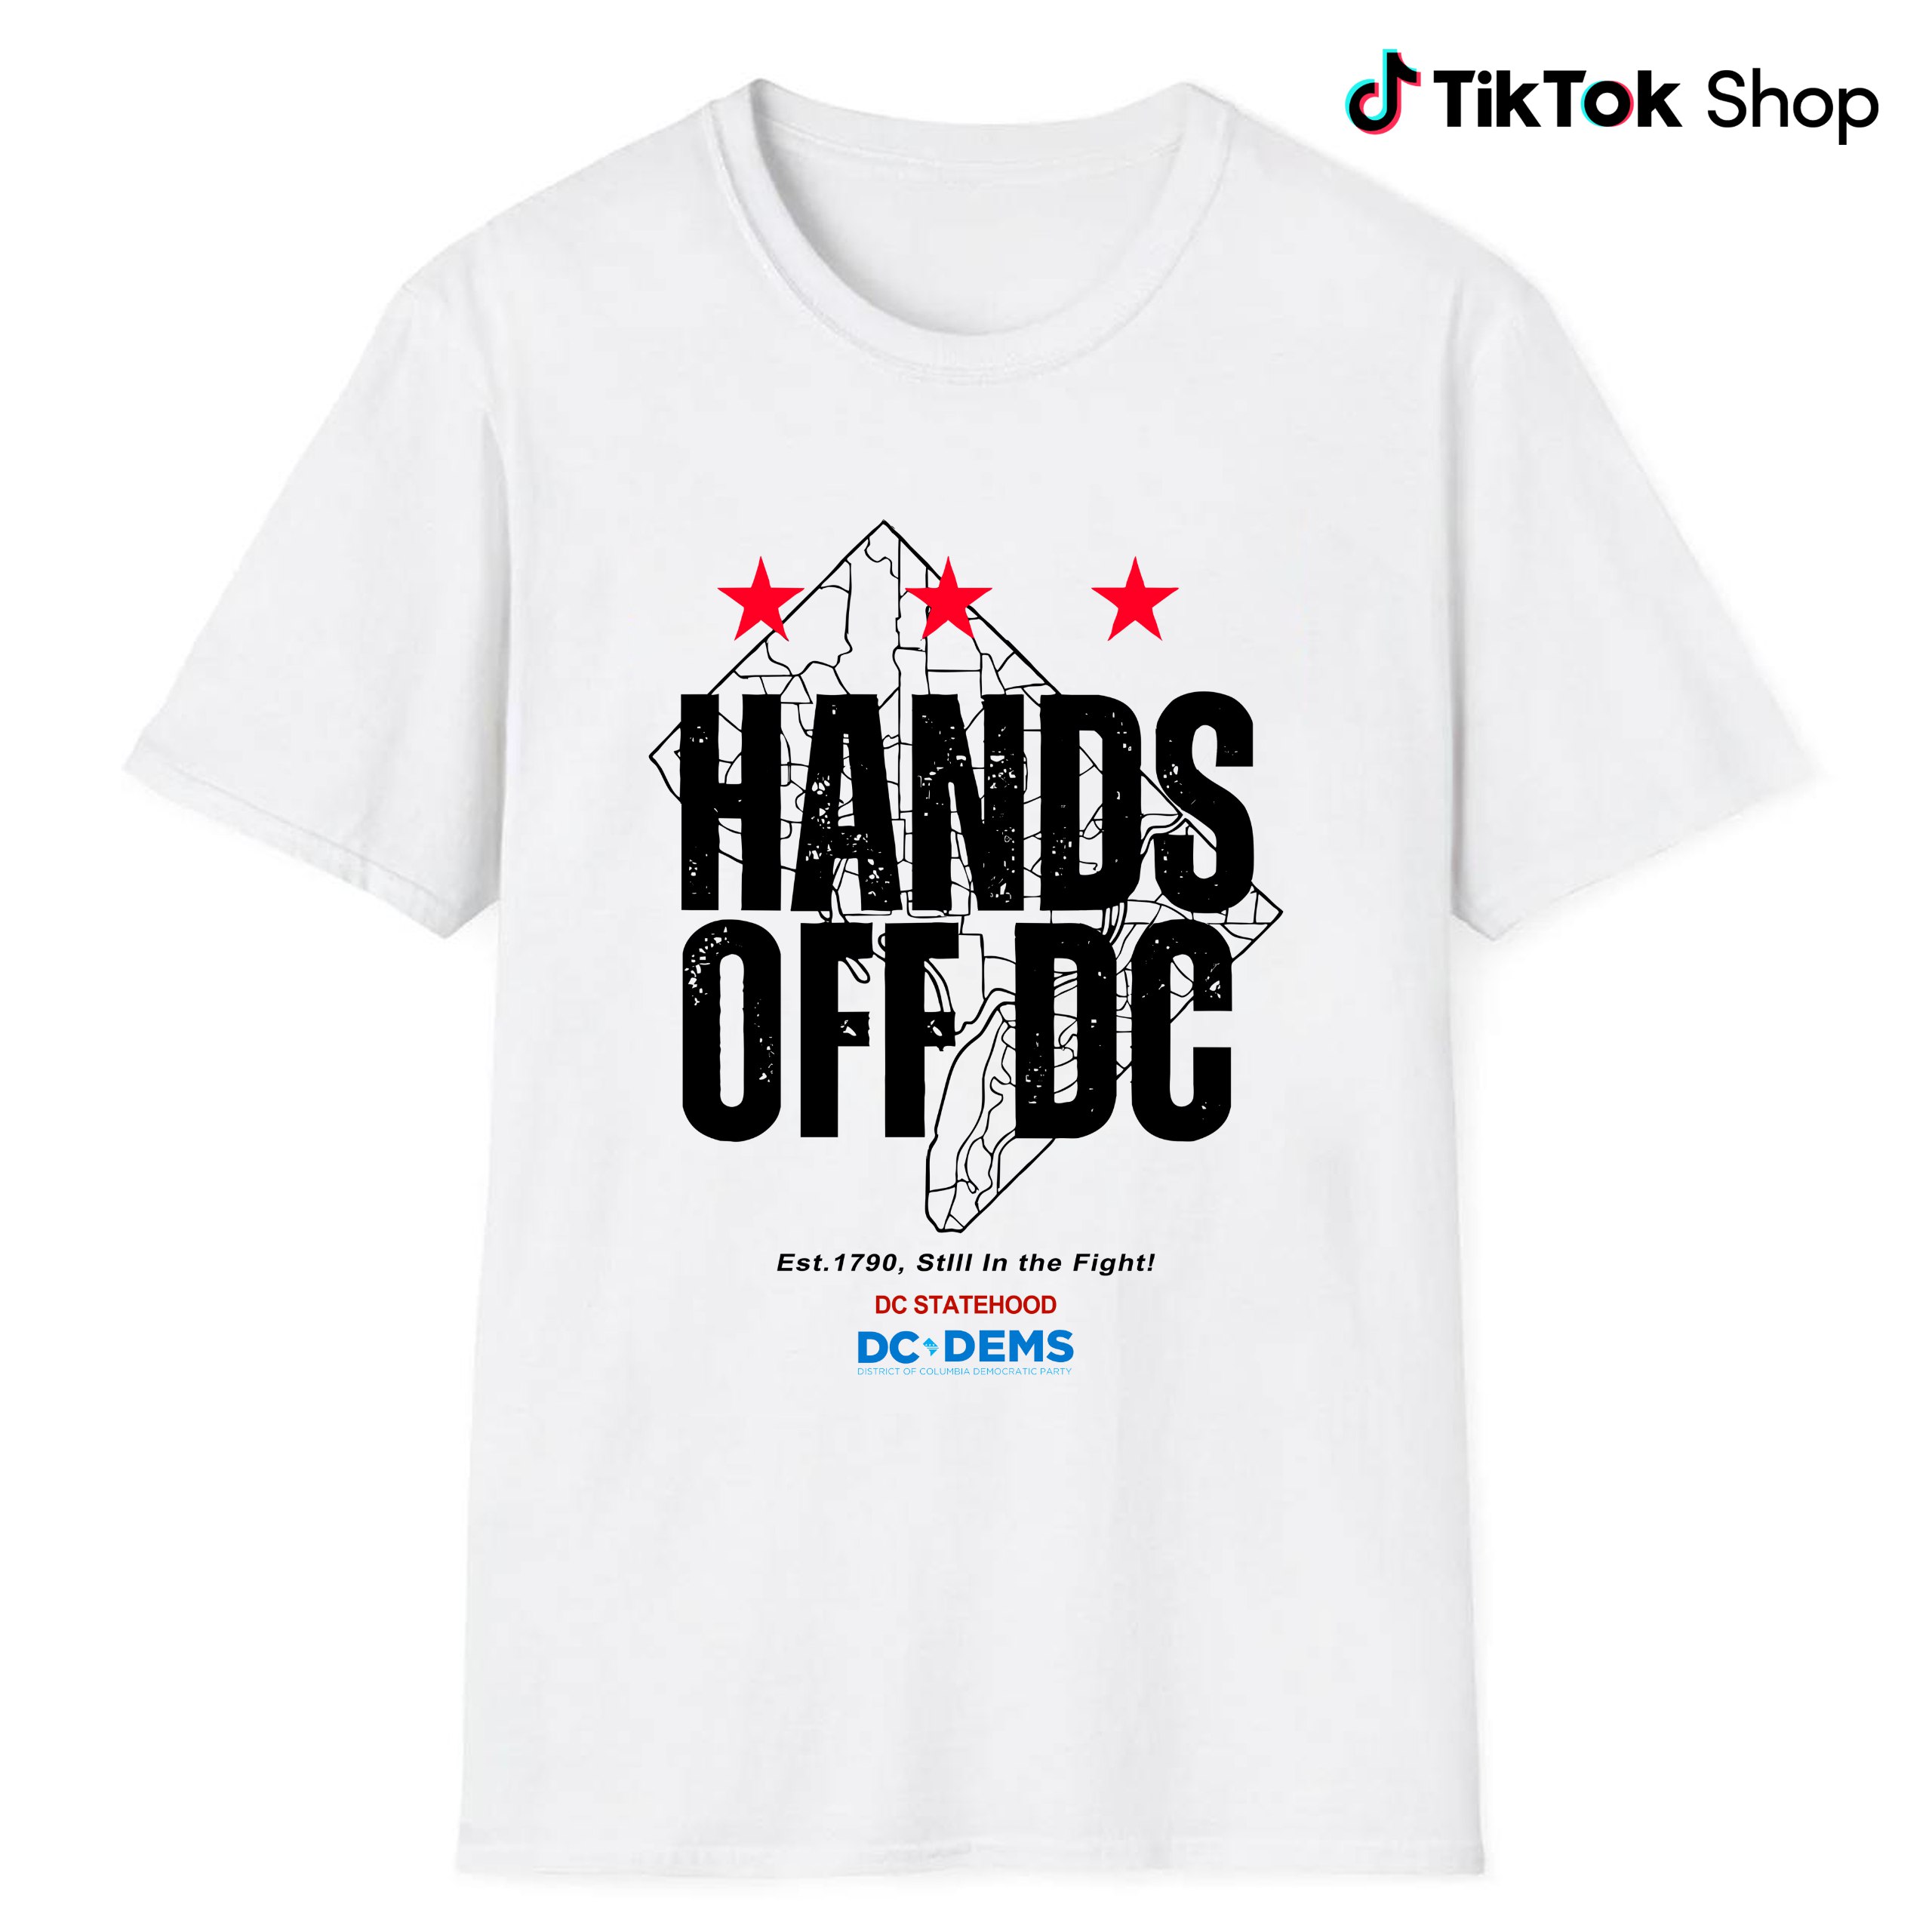 TikTok Shop
HANDS
OFF DC
Est.1790, StIll In the Fight!
DC STATEHOOD
DC DEMS
DISTRICT OF COLUMBIA DEMOCRATIC PARTY